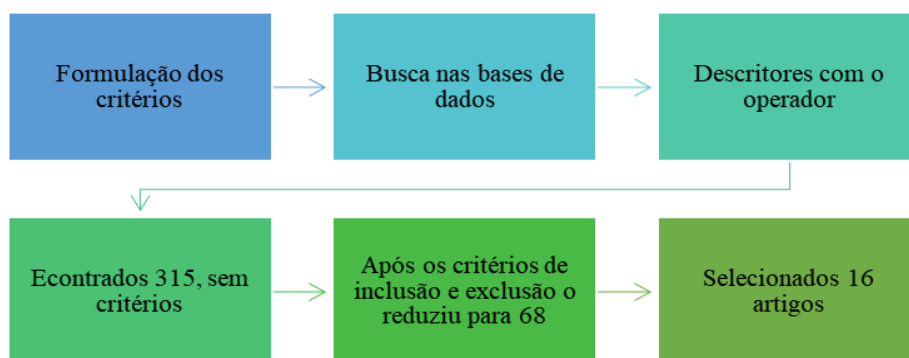 Formulação dos
critérios
Busca nas bases de
dados
Descritores com o
operador
Econtrados 315, sem
critérios
Após os critérios de
inclusão e exclusão o
reduziu para 68
Selecionados 16
artigos